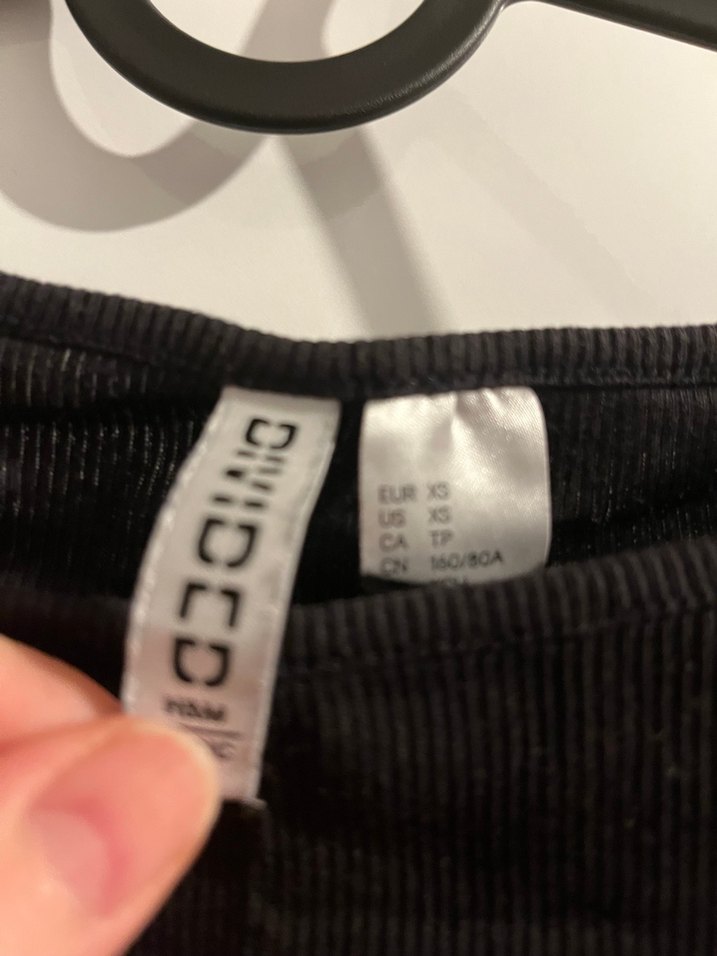 DIVIDED
H&M
EUR XS
US XS
CA TP
CN 160/80A